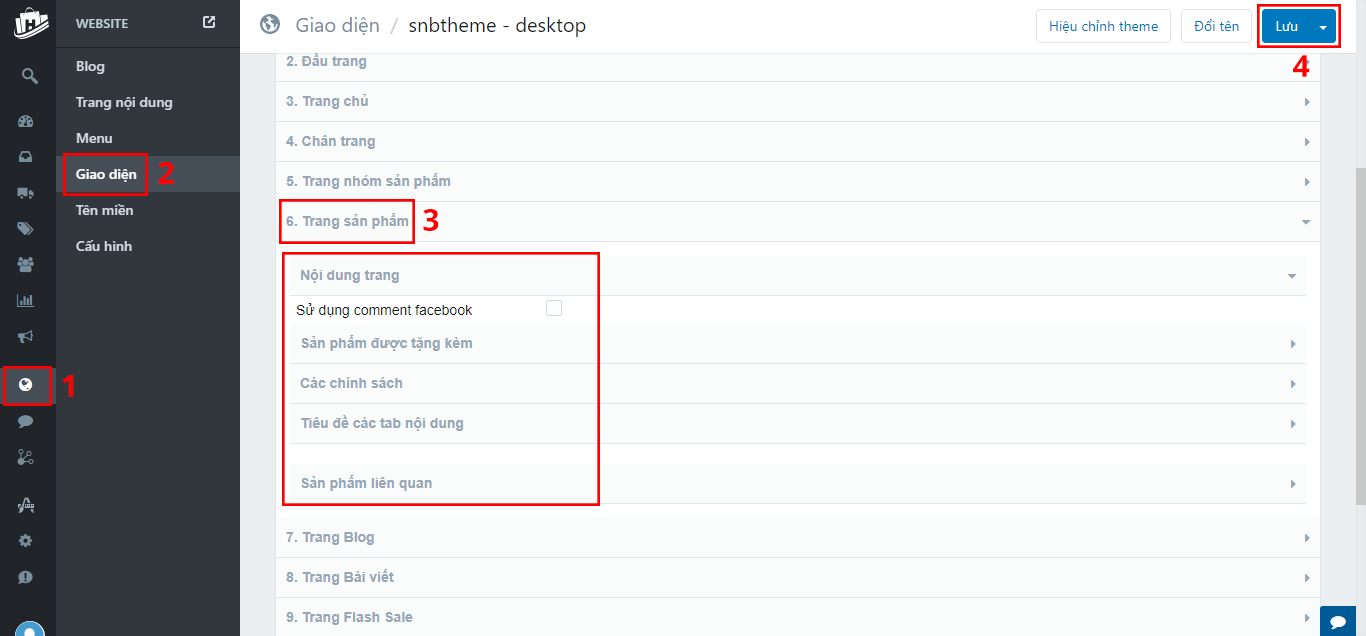 WEBSITE
Blog
Trang nội dung
Menu
Giao diện
2
Tên miền
Cấu hình
1
Giao diện / snbtheme - desktop
Hiệu chỉnh theme
Đổi tên
Lưu
4
2. Đầu trang
3. Trang chủ
4. Chân trang
5. Trang nhóm sản phẩm
6. Trang sản phẩm
3
Nội dung trang
Sử dụng comment facebook
Sản phẩm được tặng kèm
Các chính sách
Tiêu đề các tab nội dung
Sản phẩm liên quan
7. Trang Blog
8. Trang Bài viết
9. Trang Flash Sale